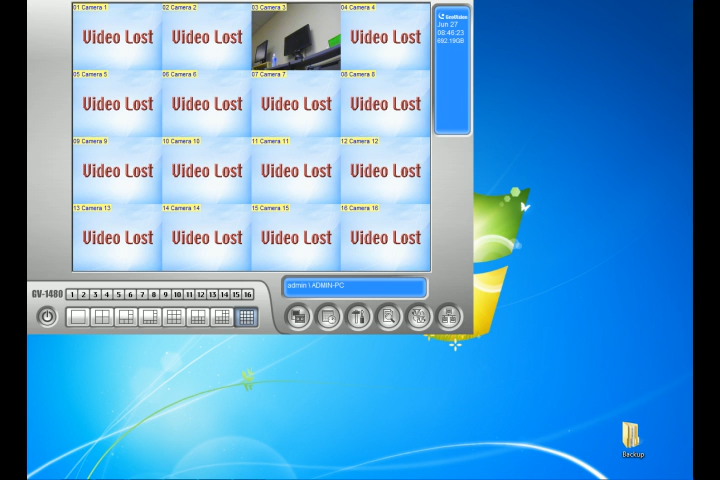 01 Camera 1
02 Camera 2
03 Camera 3
04 Camera 4
Video Lost
Video Lost
Video Lost
05 Camera 5
06 Camera 6
07 Camera 7
08 Camera 8
Video Lost
Video Lost
Video Lost
Video Lost
09 Camera 9
10 Camera 10
11 Camera 11
12 Camera 12
Video Lost
Video Lost
Video Lost
Video Lost
13 Camera 13
14 Camera 14
15 Camera 15
16 Camera 16
Video Lost
Video Lost
Video Lost
Video Lost
GeoVision
Jun 27
08:46:23
692.19GB
admin \ ADMIN-PC
GV-1480 1 2 3 4 5 6 7 8 9 10 11 12 13 14 15 16
Backup